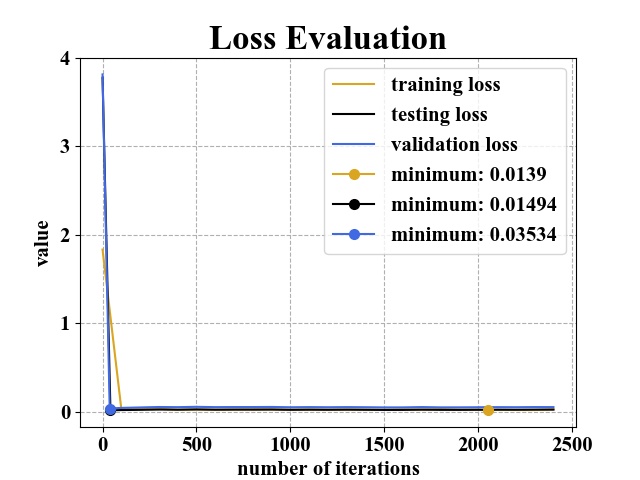 Loss Evaluation
4
3
2
1
0
value
training loss
testing loss
validation loss
minimum: 0.0139
minimum: 0.01494
minimum: 0.03534
0 500 1000 1500 2000 2500
number of iterations